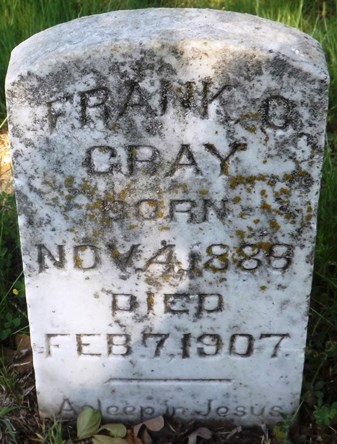 FRANK C.
GRAY
BORN
NOV. 4, 1888
DIED
FEB 7, 1907.
Asleep in Jesus